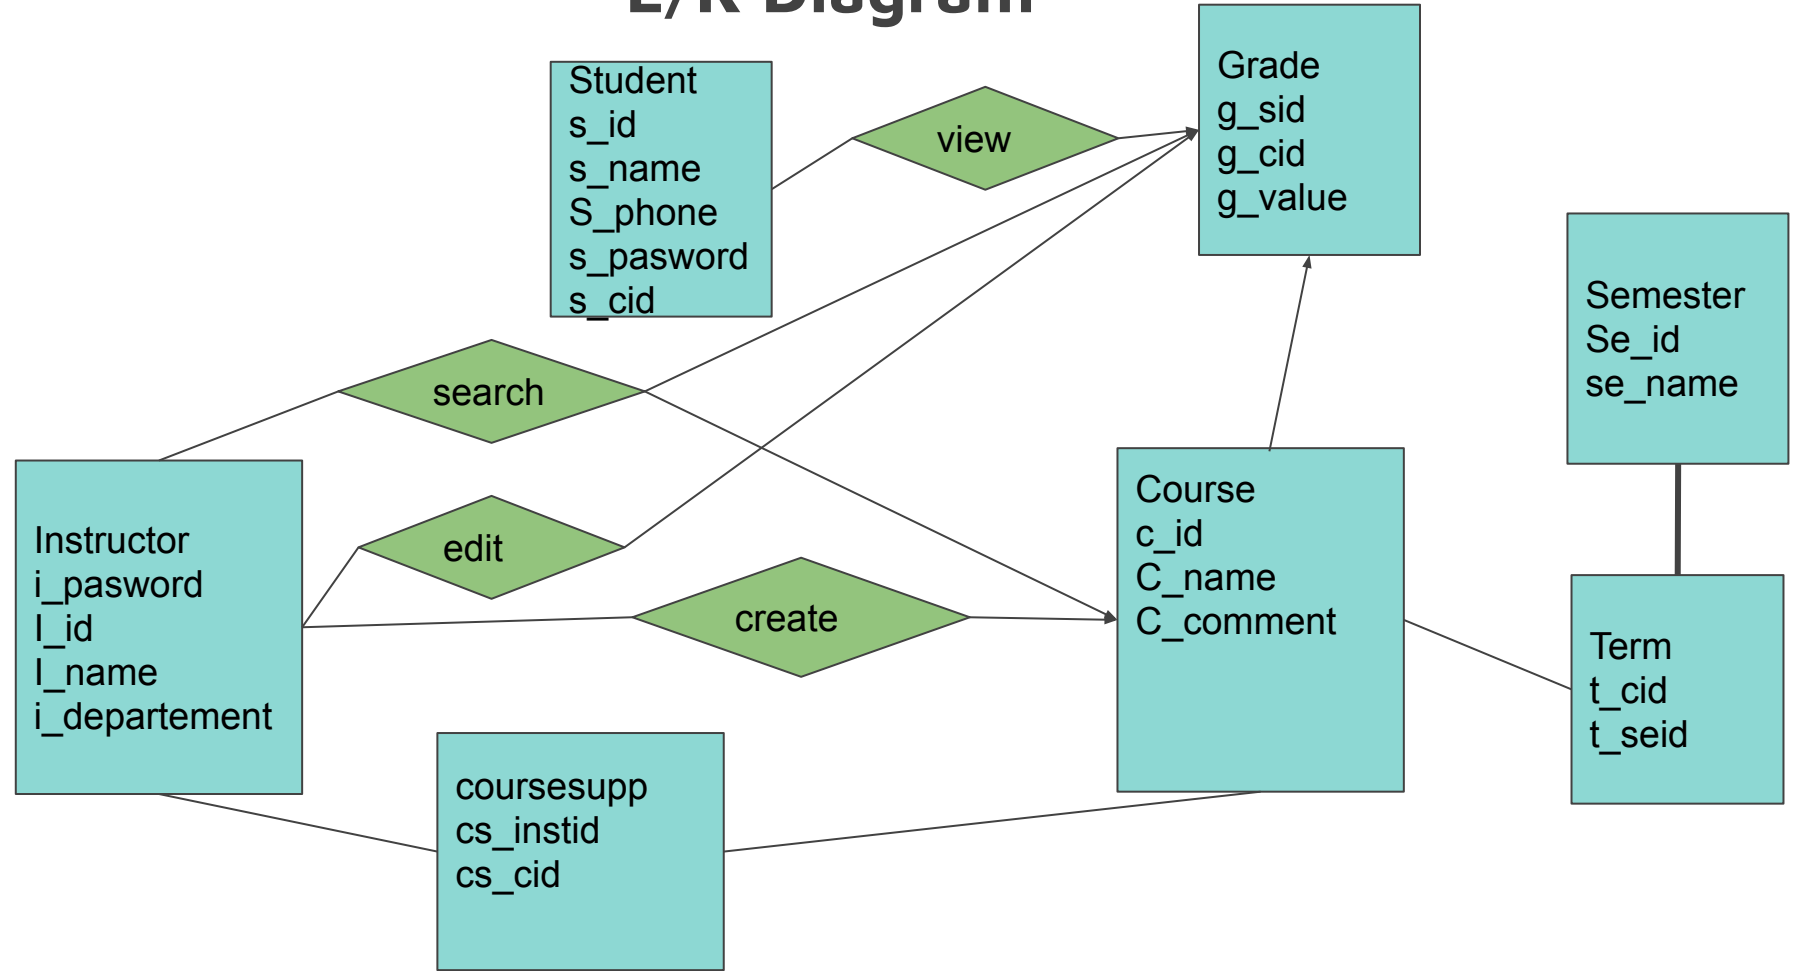 E/R Diagram
Student
s_id
s_name
S_phone
s_pasword
s_cid
view
Grade
g_sid
g_cid
g_value
Semester
Se_id
se_name
search
Instructor
i_pasword
I_id
I_name
i_departement
edit
create
Course
c_id
C_name
C_comment
Term
t_cid
t_seid
coursesupp
cs_instid
cs_cid